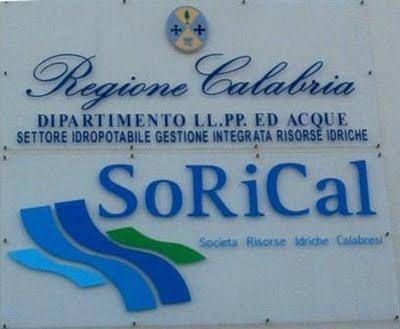 Regione Calabria
DIPARTIMENTO LL.PP. ED ACQUE
SETTORE IDROPOTABILE GESTIONE INTEGRATA RISORSE IDRICHE
SoRiCal
Societa Risorse Idriche Calabresi